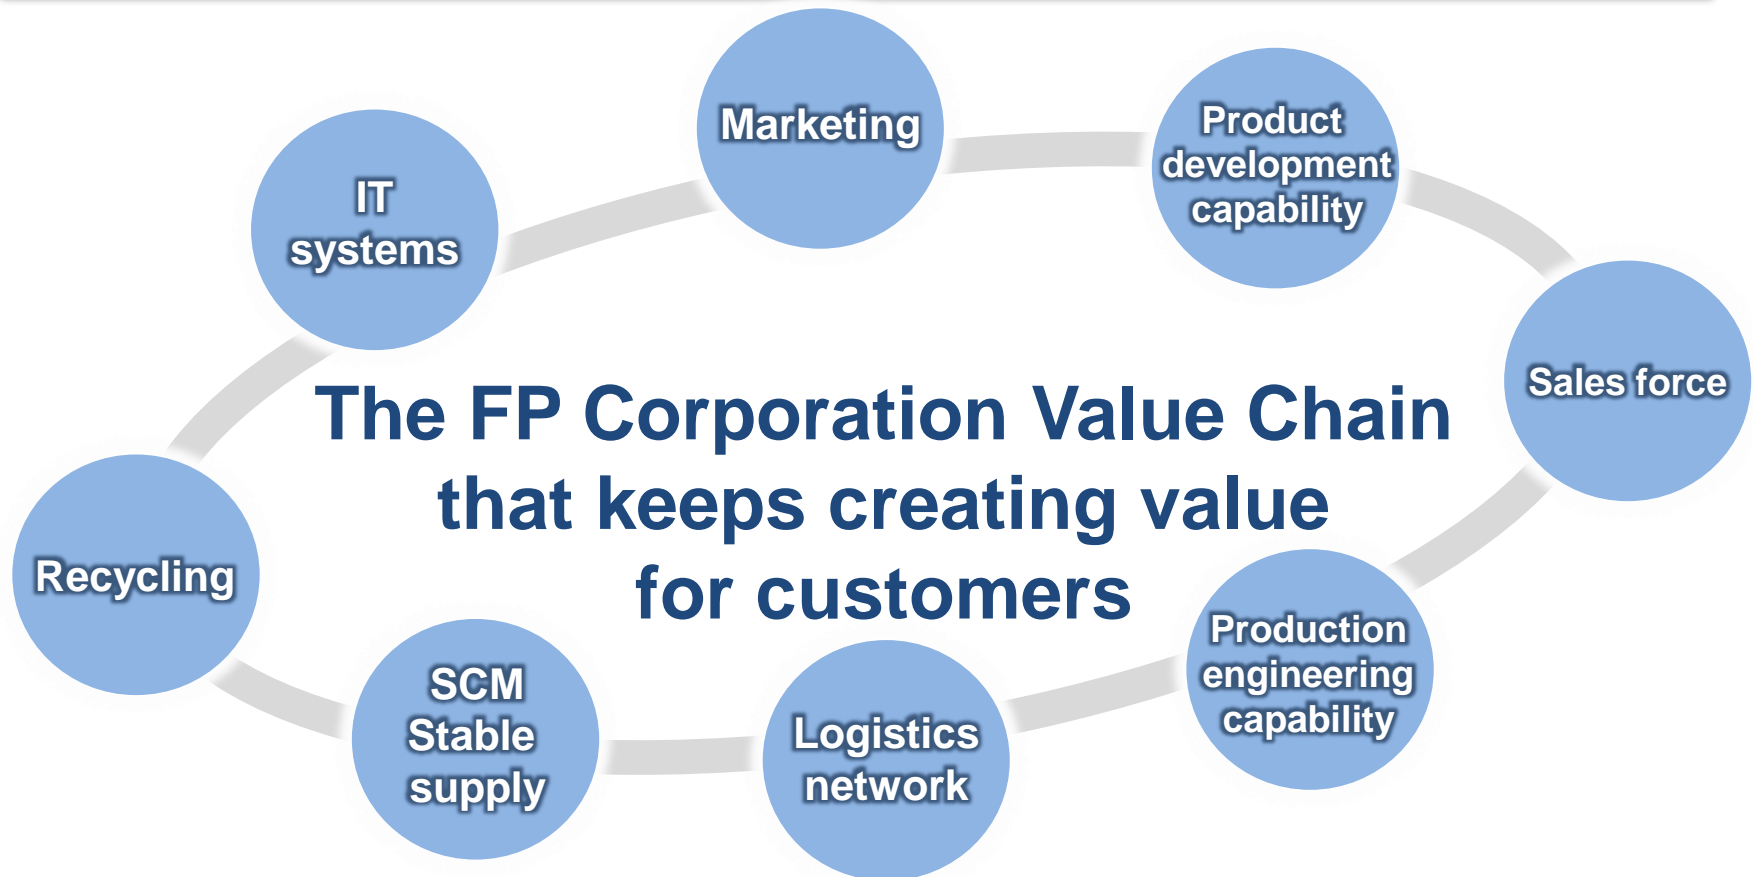 Marketing
Product
development
capability
IT
systems
Sales force
The FP Corporation Value Chain
that keeps creating value
for customers
Recycling
Production
engineering
capability
SCM
Stable
supply
Logistics
network